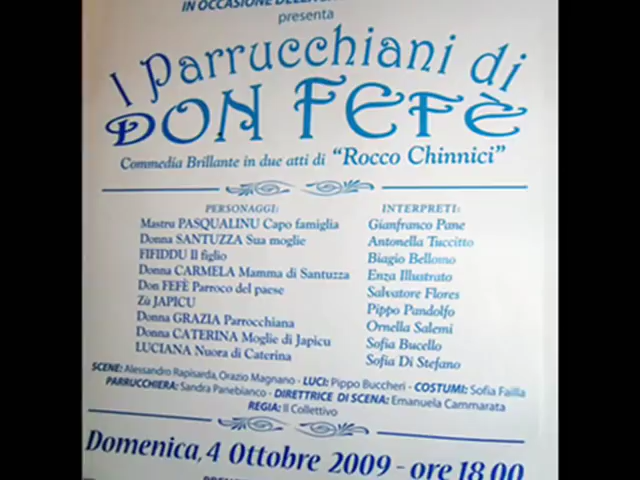 IN OCCASIONE
presenta
I Parrucchiani di
DON FEFÈ
Commedia Brillante in due atti di "Rocco Chinnici"
PERSONAGGI: INTERPRETI:
Mastru PASQUALINU Capo famiglia Gianfranco Pane
Donna SANTUZZA Sua moglie Antonella Tuccitto
FIFIDDU Il figlio Biagio Bellomo
Donna CARMELA Mamma di Santuzza Enza Illustrato
Don FEFÈ Parroco del paese Salvatore Flores
Zù JAPICU Pippo Pandolfo
Donna GRAZIA Parrocchiana Ornella Salemi
Donna CATERINA Moglie di Japicu Sofia Bucello
LUCIANA Nuora di Caterina Sofia Di Stefano
SCENE: Alessandro Rapisarda, Orazio Magnano - LUCI: Pippo Buccheri - COSTUMI: Sofia Failla
PARRUCCHIERA: Sandra Panebianco - DIRETTRICE DI SCENA: Emanuela Cammarata
REGIA: Il Collettivo
Domenica, 4 Ottobre 2009 - ore 18,00